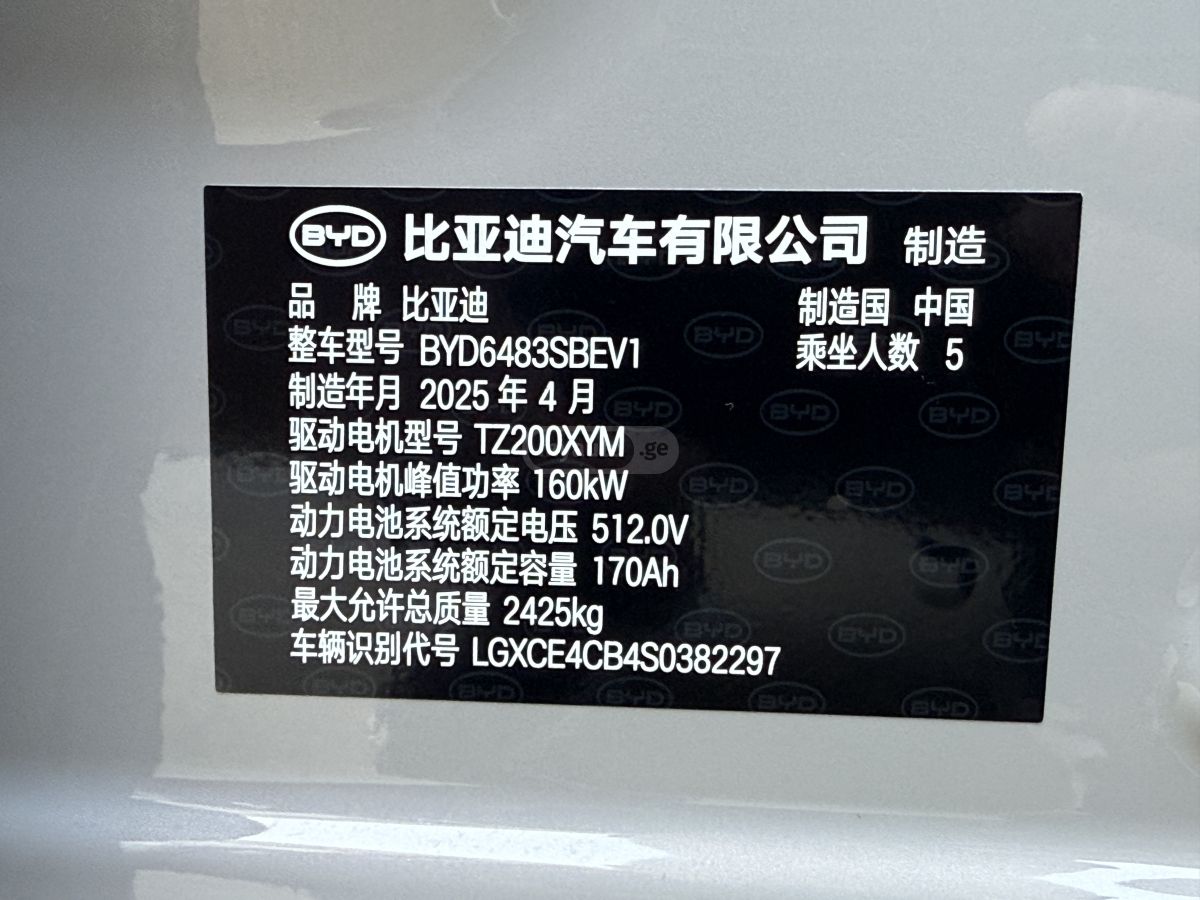 BYD 比亚迪汽车有限公司 制造
品 牌 比亚迪 制造国 中国
整车型号 BYD6483SBEV1 乘坐人数 5
制造年月 2025 年 4 月
驱动电机型号 TZ200XYM
.ge
驱动电机峰值功率 160kW
动力电池系统额定电压 512.0V
动力电池系统额定容量 170Ah
最大允许总质量 2425kg
车辆识别代号 LGXCE4CB4S0382297